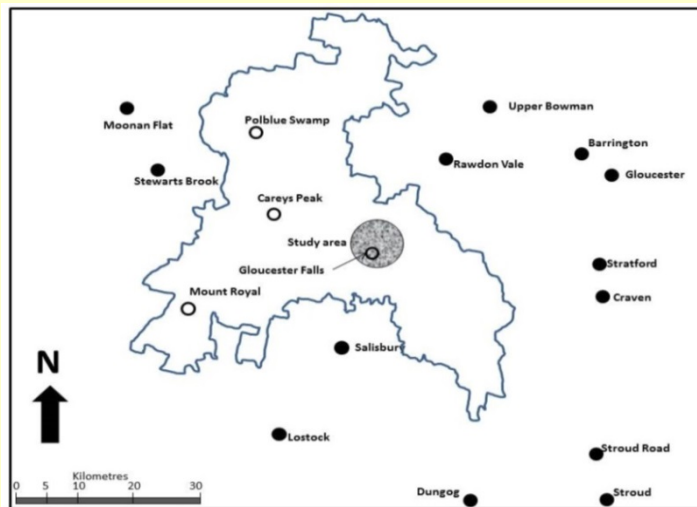 Upper Bowman
Moonan Flat
Polblue Swamp
Barrington
Rawdon Vale
Gloucester
Stewarts Brook
Careys Peak
Study area
Gloucester Falls
Stratford
Mount Royal
Craven
N
Salisbury
Lostock
Stroud Road
Kilometres
0 5 10 20 30
Dungog
Stroud